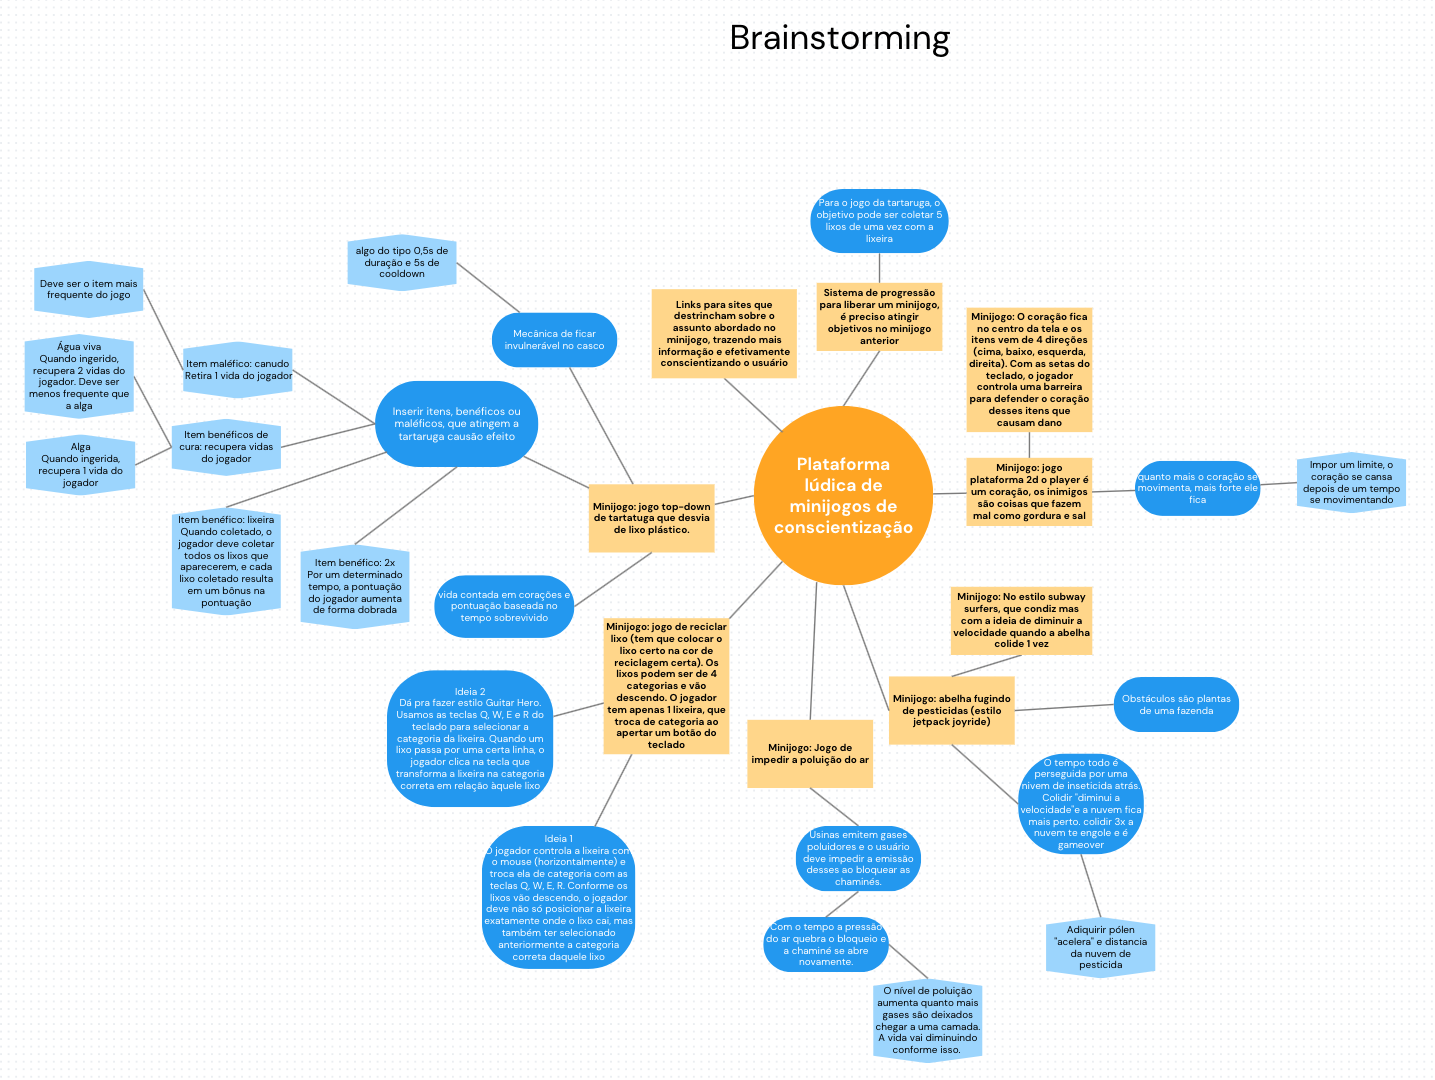 Brainstorming
Para o jogo da tartaruga, o
objetivo pode ser coletar 5
lixos de uma vez com a
lixeira
algo do tipo 0,5s de
duração e 5s de
cooldown
Deve ser o item mais
frequente do jogo
Links para sites que
destrincham sobre o
assunto abordado no
minijogo, trazendo mais
informação e efetivamente
conscientizando o usuário
Sistema de progressão
para liberar um minijogo,
é preciso atingir
objetivos no minijogo
anterior
Minijogo: O coração fica
no centro da tela e os
itens vem de 4 direções
(cima, baixo, esquerda,
direita). Com as setas do
teclado, o jogador
controla uma barreira
para defender o coração
desses itens que
causam dano
Mecânica de ficar
invulnerável no casco
Água viva
Quando ingerido,
recupera 2 vidas do
jogador. Deve ser
menos frequente que
a alga
Item maléfico: canudo
Retira 1 vida do jogador
Inserir itens, benéficos ou
maléficos, que atingem a
tartaruga causão efeito
Item benéficos de
cura: recupera vidas
do jogador
Alga
Quando ingerida,
recupera 1 vida do
jogador
Plataforma
lúdica de
minijogos de
conscientização
Minijogo: jogo
plataforma 2d o player é
um coração, os inimigos
são coisas que fazem
mal como gordura e sal
quanto mais o coração se
movimenta, mais forte ele
fica
Impor um limite, o
coração se cansa
depois de um tempo
se movimentando
Minijogo: jogo top-down
de tartatuga que desvia
de lixo plástico.
Item benéfico: lixeira
Quando coletado, o
jogador deve coletar
todos os lixos que
aparecerem, e cada
lixo coletado resulta
em um bônus na
pontuação
Item benéfico: 2x
Por um determinado
tempo, a pontuação
do jogador aumenta
de forma dobrada
vida contada em corações e
pontuação baseada no
tempo sobrevivido
Minijogo: No estilo subway
surfers, que condiz mas
com a ideia de diminuir a
velocidade quando a abelha
colide 1 vez
Minijogo: jogo de reciclar
lixo (tem que colocar o
lixo certo na cor de
reciclagem certa). Os
lixos podem ser de 4
categorias e vão
descendo. O jogador
tem apenas 1 lixeira, que
troca de categoria ao
apertar um botão do
teclado
Ideia 2
Dá pra fazer estilo Guitar Hero.
Usamos as teclas Q, W, E e R do
teclado para selecionar a
categoria da lixeira. Quando um
lixo passa por uma certa linha, o
jogador clica na tecla que
transforma a lixeira na categoria
correta em relação àquele lixo
Minijogo: abelha fugindo
de pesticidas (estilo
jetpack joyride)
Obstáculos são plantas
de uma fazenda
Minijogo: Jogo de
impedir a poluição do ar
O tempo todo é
perseguida por uma
nivem de inseticida atrás.
Colidir "diminui a
velocidade"e a nuvem fica
mais perto. colidir 3x a
nuvem te engole e é
gameover
Ideia 1
O jogador controla a lixeira com
o mouse (horizontalmente) e
troca ela de categoria com as
teclas Q, W, E, R. Conforme os
lixos vão descendo, o jogador
deve não só posicionar a lixeira
exatamente onde o lixo cai, mas
também ter selecionado
anteriormente a categoria
correta daquele lixo
Usinas emitem gases
poluidores e o usuário
deve impedir a emissão
desses ao bloquear as
chaminés.
Com o tempo a pressão
do ar quebra o bloqueio e
a chaminé se abre
novamente.
Adiquirir pólen
"acelera" e distancia
da nuvem de
pesticida
O nível de poluição
aumenta quanto mais
gases são deixados
chegar a uma camada.
A vida vai diminuindo
conforme isso.